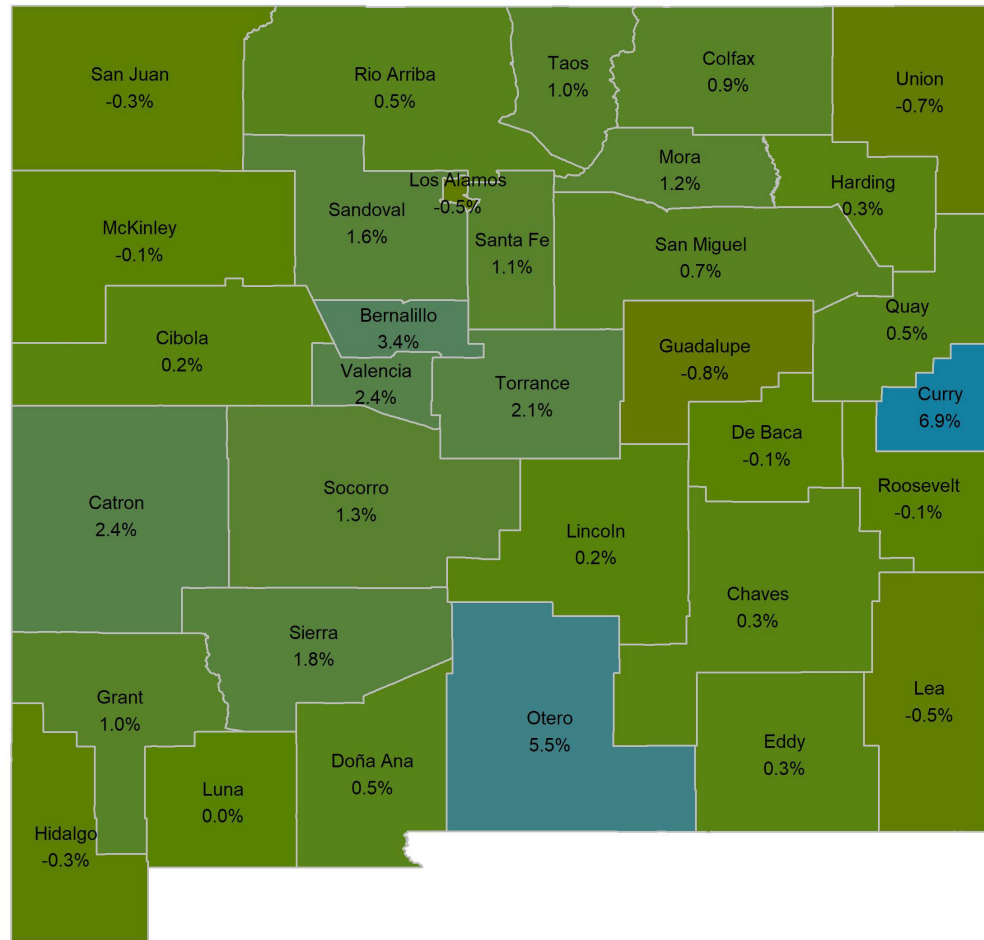 San Juan
-0.3%
Rio Arriba
0.5%
Taos
1.0%
Colfax
0.9%
Union
-0.7%
Mora
1.2%
Harding
0.3%
Los Alamos
-0.5%
McKinley
-0.1%
Sandoval
1.6%
Santa Fe
1.1%
San Miguel
0.7%
Quay
0.5%
Cibola
0.2%
Bernalillo
3.4%
Valencia
2.4%
Torrance
2.1%
Guadalupe
-0.8%
Curry
6.9%
De Baca
-0.1%
Roosevelt
-0.1%
Catron
2.4%
Socorro
1.3%
Lincoln
0.2%
Chaves
0.3%
Sierra
1.8%
Grant
1.0%
Otero
5.5%
Lea
-0.5%
Eddy
0.3%
Doña Ana
0.5%
Luna
0.0%
Hidalgo
-0.3%